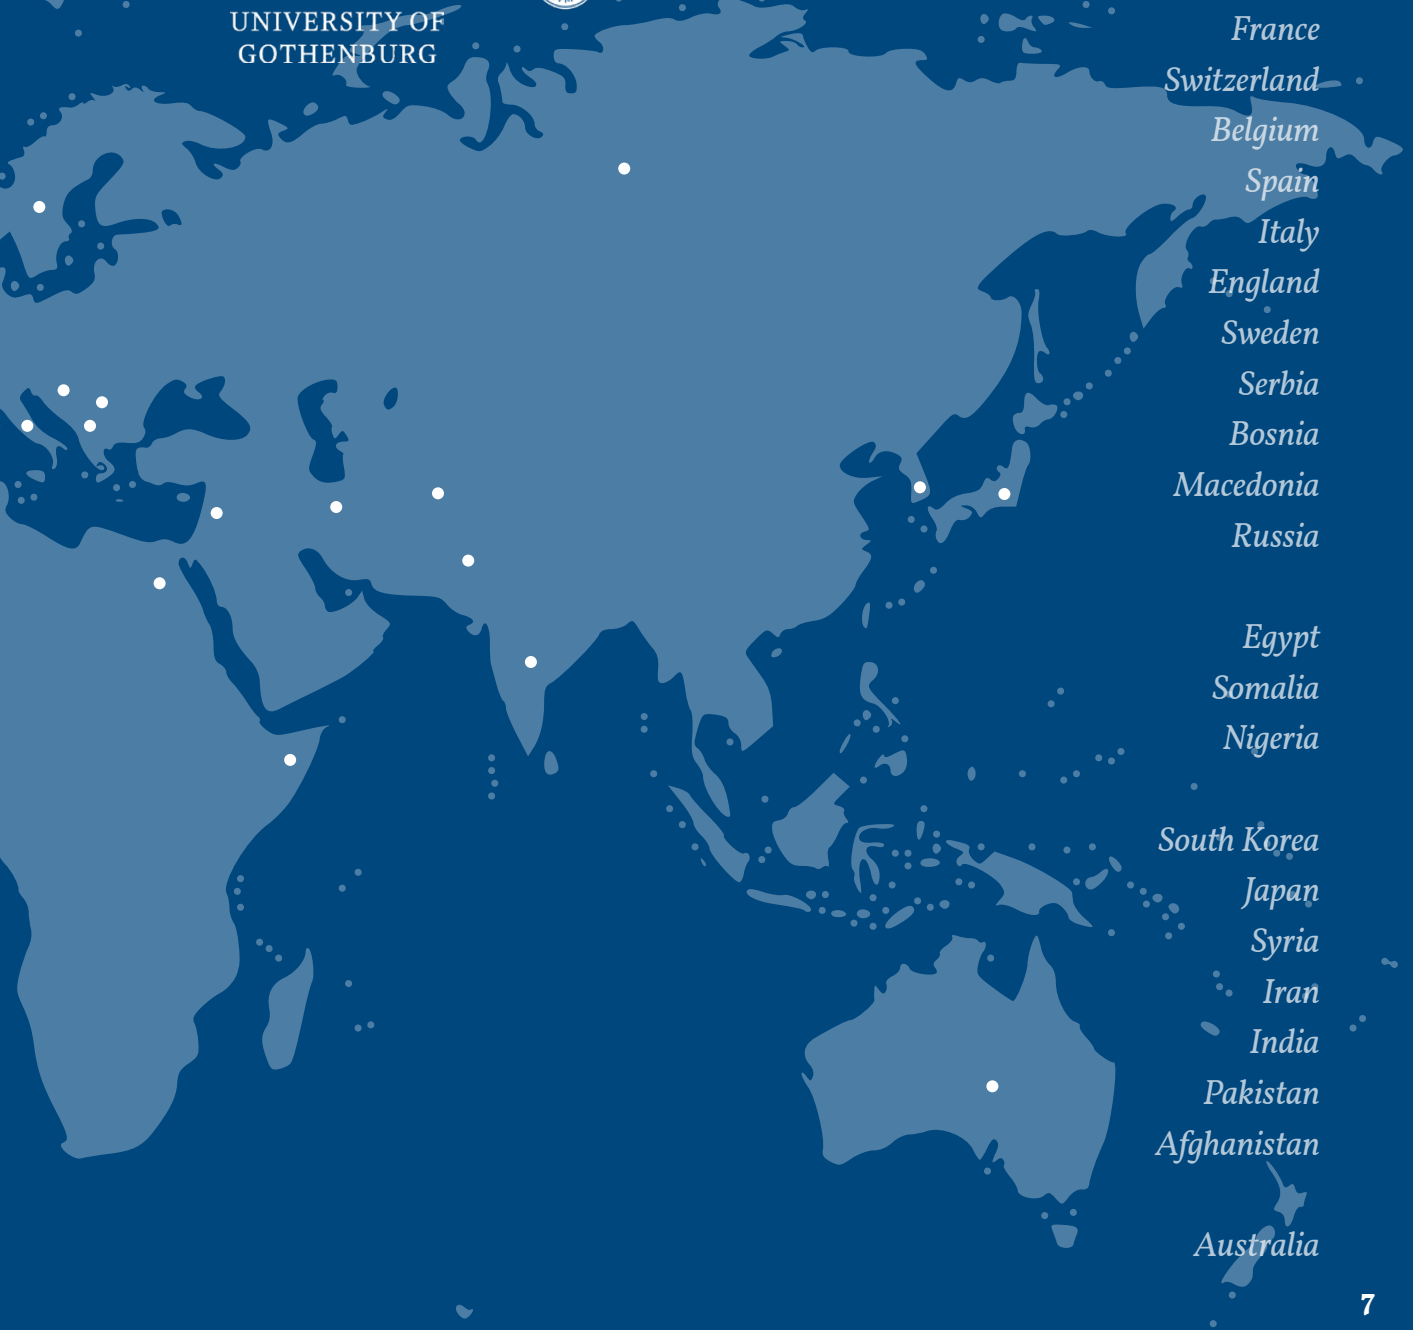 UNIVERSITY OF
GOTHENBURG
France
Switzerland
Belgium
Spain
Italy
England
Sweden
Serbia
Bosnia
Macedonia
Russia
Egypt
Somalia
Nigeria
South Korea
Japan
Syria
Iran
India
Pakistan
Afghanistan
Australia
7